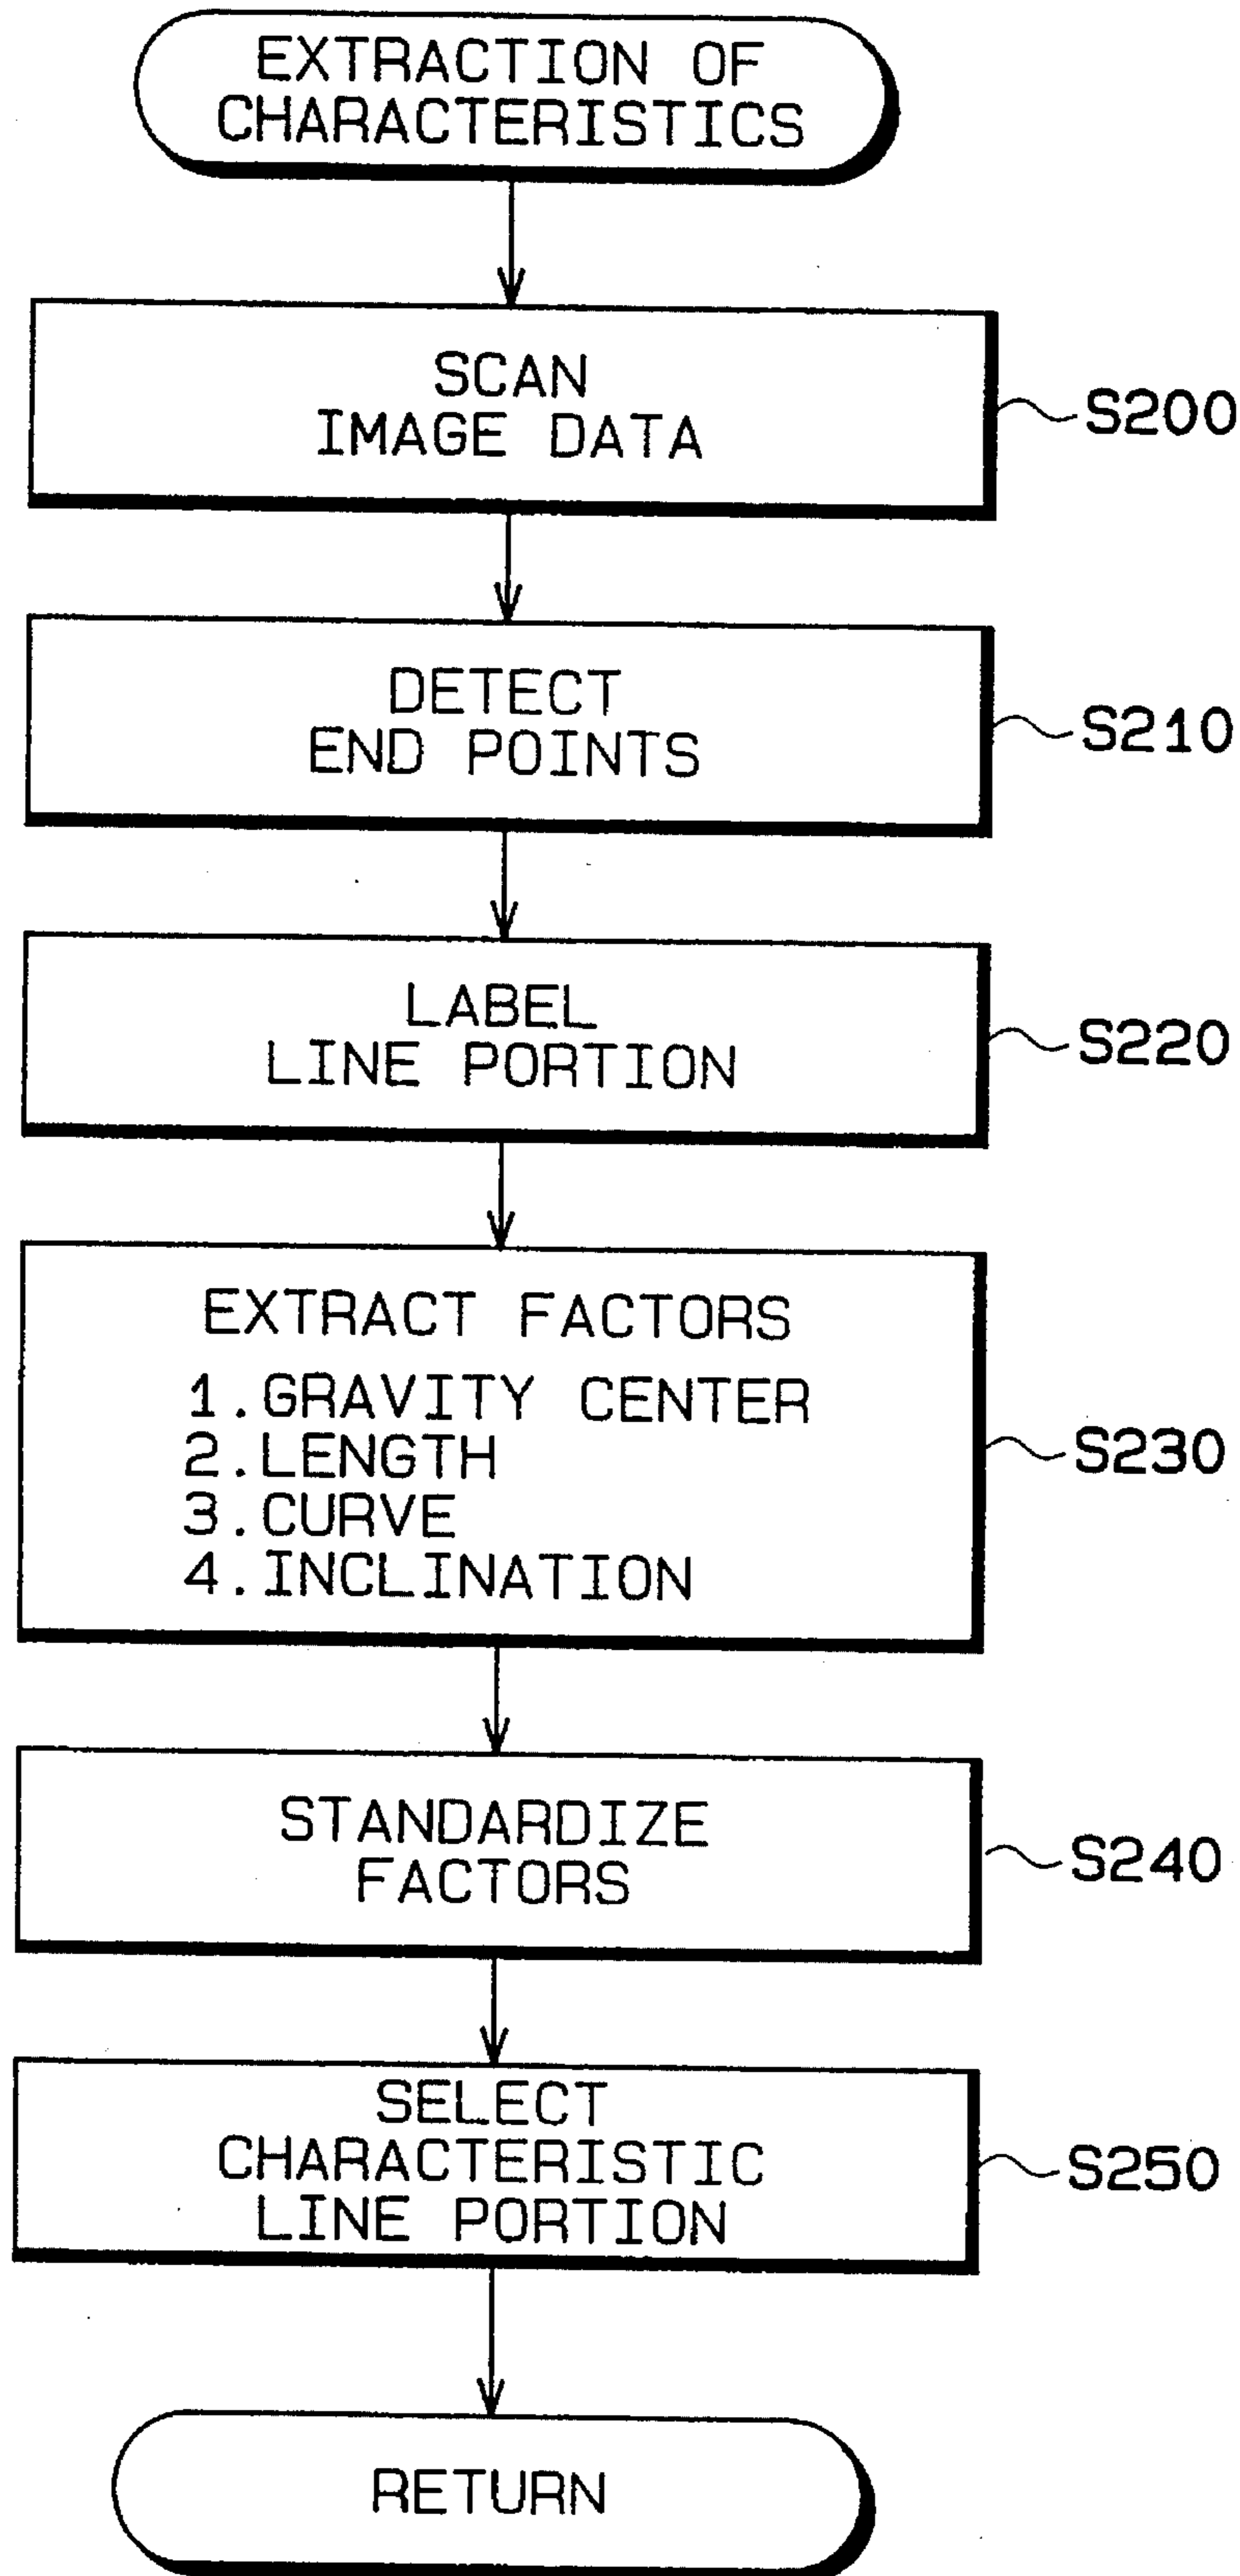 EXTRACTION OF
CHARACTERISTICS
SCAN
IMAGE DATA
S200
DETECT
END POINTS
S210
LABEL
LINE PORTION
S220
EXTRACT FACTORS
1.GRAVITY CENTER
2.LENGTH
3.CURVE
4.INCLINATION
S230
STANDARDIZE
FACTORS
S240
SELECT
CHARACTERISTIC
LINE PORTION
S250
RETURN